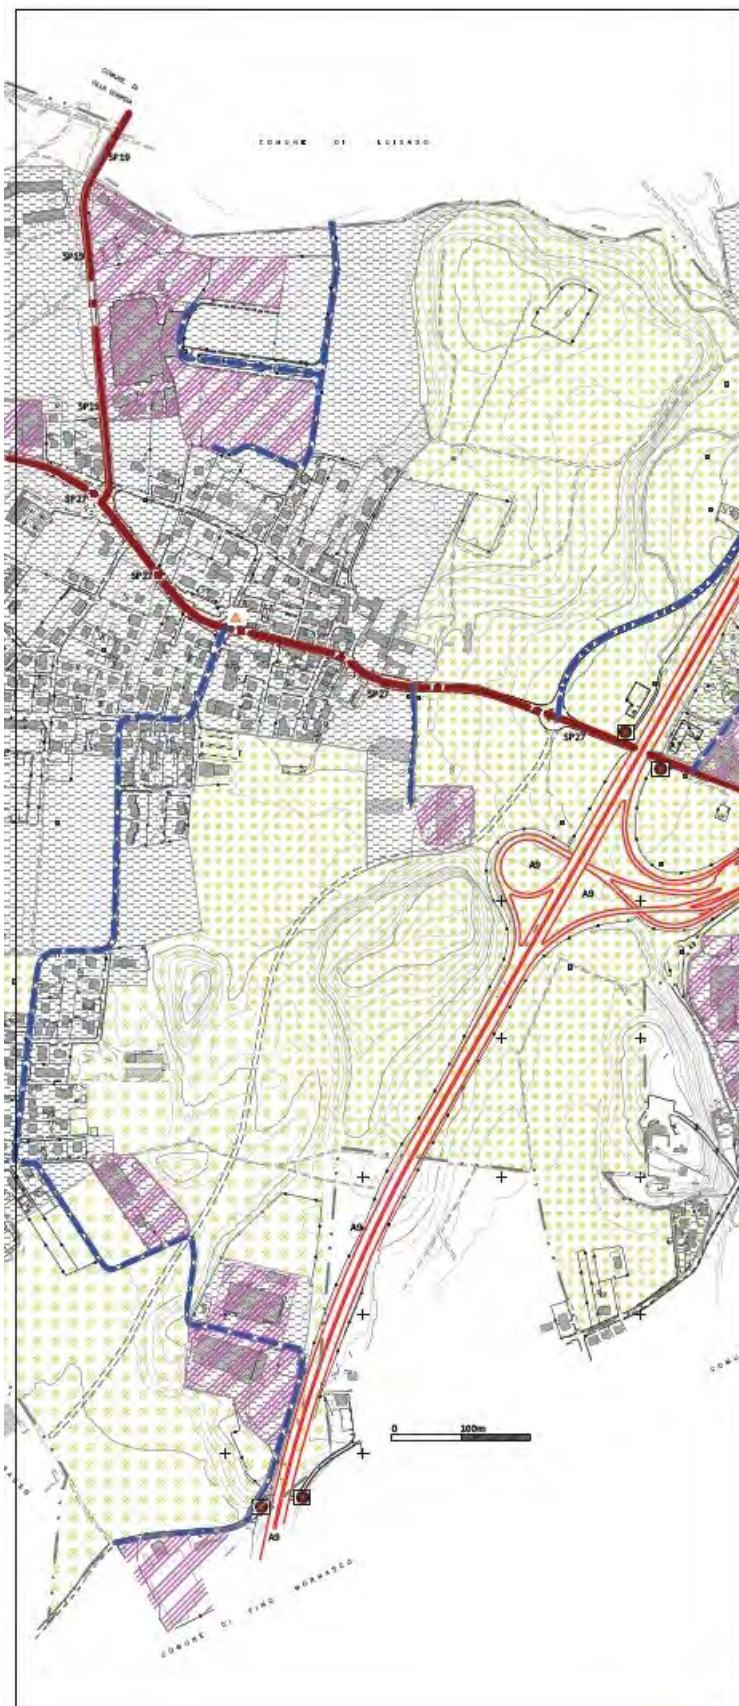 COMUNE DI
VILLA GUARDIA
COMUNE DI LUISAGO
SP19
SP19
SP19
SP27
SP27
SP27
SP27
A9
A9
A9
0 100m
A9
COMUNE DI FINO MORNASCO